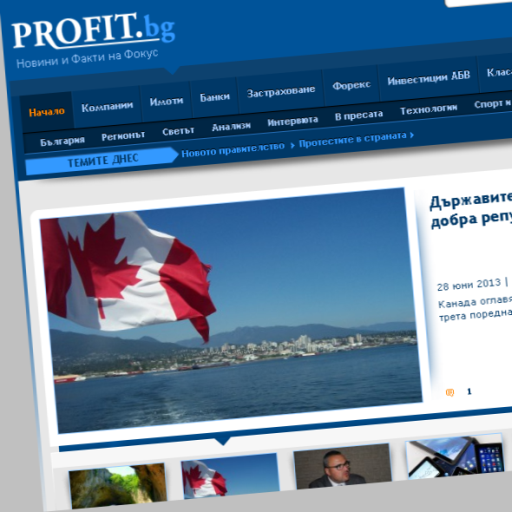 PROFIT.bg
Новини и Факти на Фокус
Начало Компании Имоти Банки Застраховане Форекс Инвестиции АБВ
България Регионът Светът Анализи Интервюта В пресата Технологии Спорт и
ТЕМИТЕ ДНЕС Новото правителство Протестите в страната
Държавите
добра
28 юни 2013 |
Канада оглавя
трета поредна
1